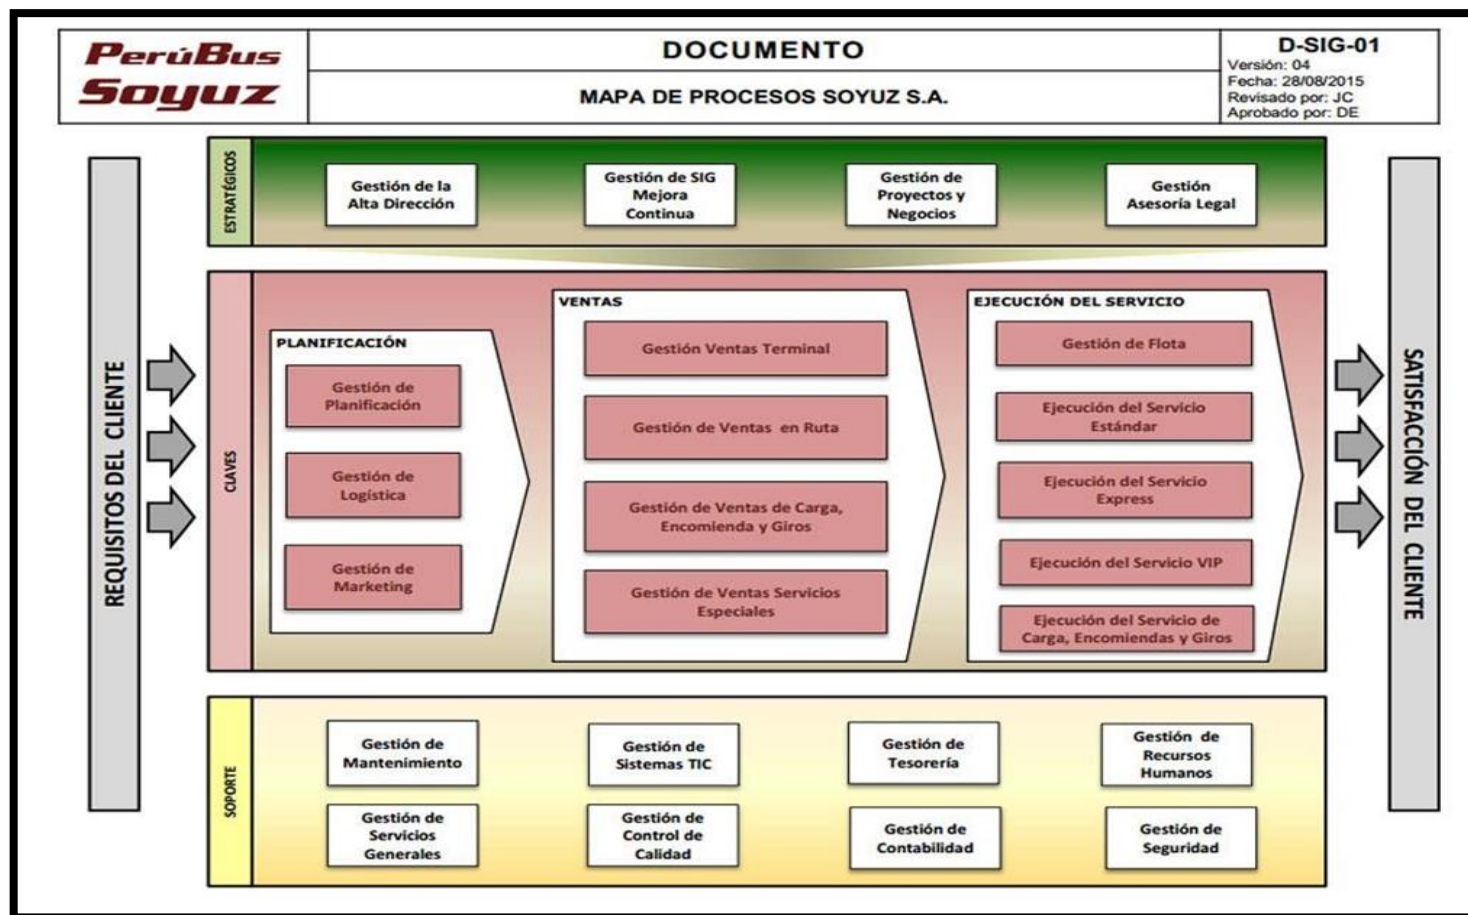 PerúBus
Soyuz
DOCUMENTO
MAPA DE PROCESOS SOYUZ S.A.
D-SIG-01
Versión: 04
Fecha: 28/08/2015
Revisado por: JC
Aprobado por: DE
REQUISITOS DEL CLIENTE
ESTRATÉGICOS
Gestión de la
Alta Dirección
Gestión de SIG
Mejora
Continua
Gestión de
Proyectos y
Negocios
Gestión
Asesoría Legal
CLAVES
PLANIFICACIÓN
Gestión de
Planificación
Gestión de
Logística
Gestión de
Marketing
VENTAS
Gestión Ventas Terminal
Gestión de Ventas en Ruta
Gestión de Ventas de Carga,
Encomienda y Giros
Gestión de Ventas Servicios
Especiales
EJECUCIÓN DEL SERVICIO
Gestión de Flota
Ejecución del Servicio
Estándar
Ejecución del Servicio
Express
Ejecución del Servicio VIP
Ejecución del Servicio de
Carga, Encomiendas y Giros
SOPORTE
Gestión de
Mantenimiento
Gestión de
Sistemas TIC
Gestión de
Tesorería
Gestión de
Recursos
Humanos
Gestión de
Servicios
Generales
Gestión de
Control de
Calidad
Gestión de
Contabilidad
Gestión de
Seguridad
SATISFACCIÓN DEL CLIENTE